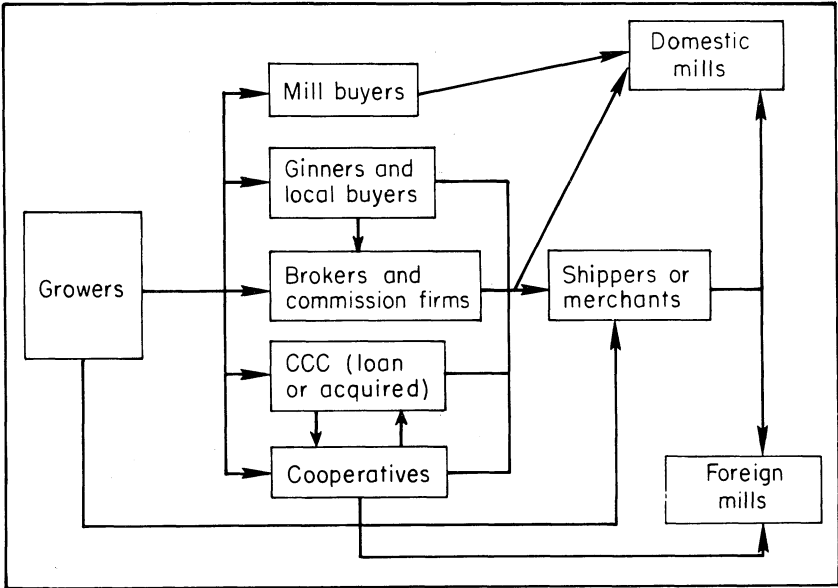 Domestic
mills
Mill buyers
Ginners and
local buyers
Growers
Brokers and
commission firms
Shippers or
merchants
CCC (loan
or acquired)
Cooperatives
Foreign
mills